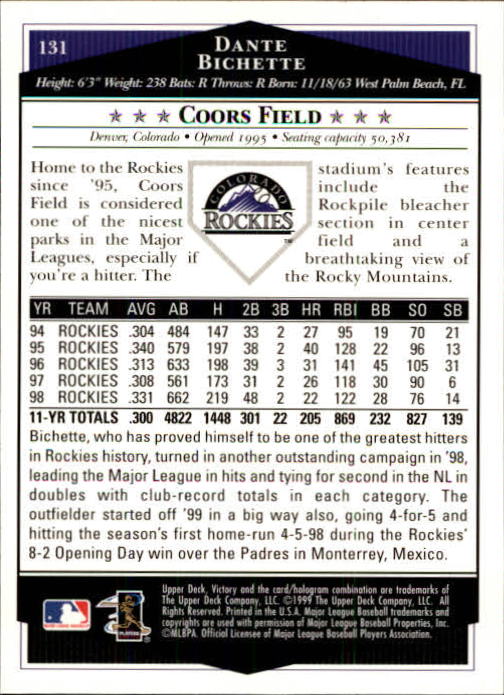 131
DANTE
BICHETTE
Height: 6'3" Weight: 238 Bats: R Throws: R Born: 11/18/63 West Palm Beach, FL
COORS FIELD
Denver, Colorado • Opened 1995 • Seating capacity 50,381
Home to the Rockies
since '95, Coors
Field is considered
one of the nicest
parks in the Major
Leagues, especially if
you're a hitter. The
COLORADO
ROCKIES
TM
stadium's features
include the
Rockpile bleacher
section in center
field and a
breathtaking view of
the Rocky Mountains.
YR TEAM AVG AB H 2B 3B HR RBI BB SO SB
94 ROCKIES .304 484 147 33 2 27 95 19 70 21
95 ROCKIES .340 579 197 38 2 40 128 22 96 13
96 ROCKIES .313 633 198 39 3 31 141 45 105 31
97 ROCKIES .308 561 173 31 2 26 118 30 90 6
98 ROCKIES .331 662 219 48 2 22 122 28 76 14
11-YR TOTALS .300 4822 1448 301 22 205 869 232 827 139
Bichette, who has proved himself to be one of the greatest hitters
in Rockies history, turned in another outstanding campaign in '98,
leading the Major League in hits and tying for second in the NL in
doubles with club-record totals in each category. The
outfielder started off '99 in a big way also, going 4-for-5 and
hitting the season's first home-run 4-5-98 during the Rockies'
8-2 Opening Day win over the Padres in Monterrey, Mexico.
Upper Deck, Victory and the card/hologram combination are trademarks of
The Upper Deck Company, LLC. ©1999 The Upper Deck Company, LLC. All
Rights Reserved. Printed in the U.S.A. Major League Baseball trademarks and
copyrights are used with permission of Major League Baseball Properties, Inc.
©MLBPA. Official Licensee of Major League Baseball Players Association.
PLAYERS